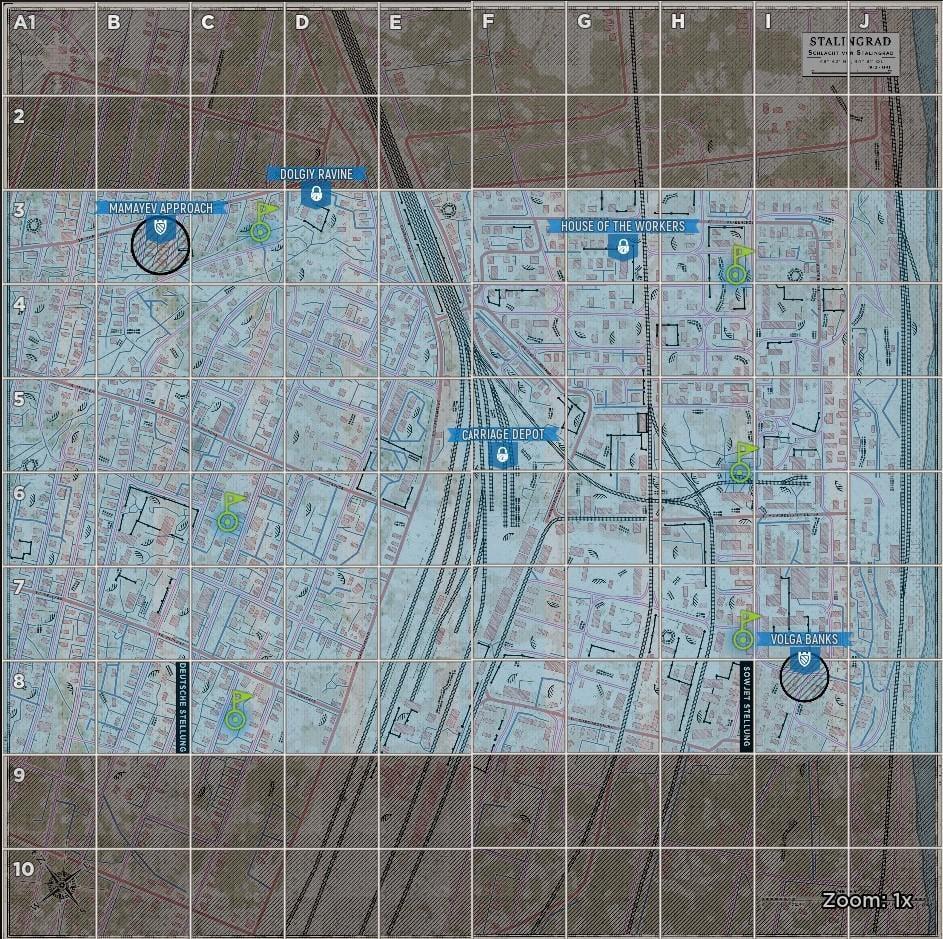 A1 B C D E F G H I J
STALINGRAD
SCHLACHT VON STALINGRAD
2
DOLGIY RAVINE
3
MAMAYEV APPROACH
HOUSE OF THE WORKERS
4
5
CARRIAGE DEPOT
6
7
VOLGA BANKS
8
DEUTSCHE STELLUNG
SOWJET STELLUNG
9
10
Zoom: 1x